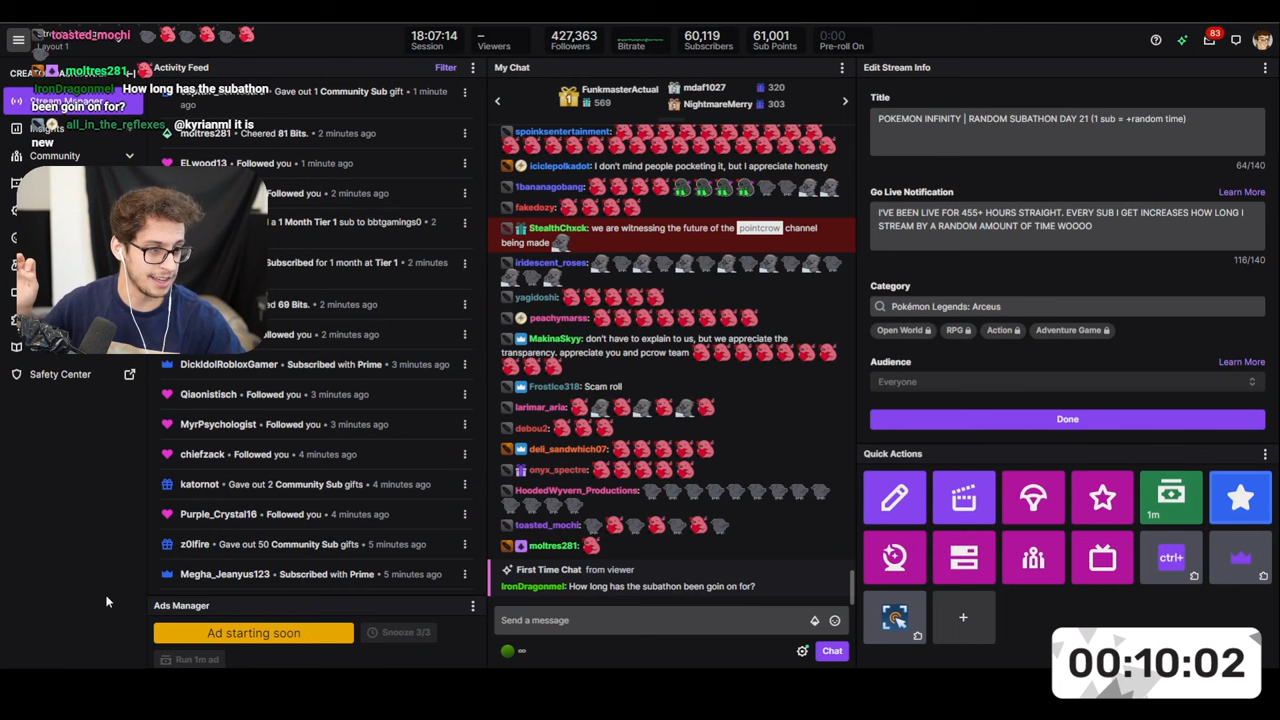 toasted_mochi
Layout 1
moltres281
IronDragonmel How long has the subathon
been goin on for?
all_in_the_reflexes @kyrianml it is
new
Community
Safety Center
18:07:14
Session
–
Viewers
427,363
Followers
Bitrate
60,119
Subscribers
61,001
Sub Points
0:00
Pre-roll On
83
Activity Feed
Filter
Gave out 1 Community Sub gift • 1 minute
moltres281 • Cheered 81 Bits. • 2 minutes ago
ELwood13 • Followed you • 1 minute ago
Followed you • 2 minutes ago
a 1 Month Tier 1 sub to bbtgamings0 • 2
Subscribed for 1 month at Tier 1 • 2 minutes
69 Bits. • 2 minutes ago
Followed you • 2 minutes ago
DickIdolRobloxGamer • Subscribed with Prime • 3 minutes ago
Qiaonistisch • Followed you • 3 minutes ago
MyrPsychologist • Followed you • 3 minutes ago
chiefzack • Followed you • 4 minutes ago
katornot • Gave out 2 Community Sub gifts • 4 minutes ago
Purple_Crystal16 • Followed you • 4 minutes ago
z0lfire • Gave out 50 Community Sub gifts • 5 minutes ago
Megha_Jeanyus123 • Subscribed with Prime • 5 minutes ago
Ads Manager
Ad starting soon
Snooze 3/3
Run 1m ad
My Chat
1
FunkmasterActual
569
mdaf1027 320
NightmareMerry 303
spoinksentertainment:
iciclepolkadot: I don't mind people pocketing it, but I appreciate honesty
1bananagobang:
fakedozy:
StealthChxck: we are witnessing the future of the pointcrow channel
being made
iridescent_roses:
yagidoshi:
peachymarss:
MakinaSkyy: don't have to explain to us, but we appreciate the
transparency. appreciate you and pcrow team
FrostIce318: Scam roll
larimar_aria:
debou2:
deli_sandwich07:
onyx_spectre:
HoodedWyvern_Productions:
toasted_mochi:
moltres281:
First Time Chat from viewer
IronDragonmel: How long has the subathon been goin on for?
Send a message
Chat
Edit Stream Info
Title
POKEMON INFINITY | RANDOM SUBATHON DAY 21 (1 sub = +random time)
64/140
Go Live Notification
Learn More
I'VE BEEN LIVE FOR 455+ HOURS STRAIGHT. EVERY SUB I GET INCREASES HOW LONG I
STREAM BY A RANDOM AMOUNT OF TIME WOOOO
116/140
Category
Pokémon Legends: Arceus
Open World
RPG
Action
Adventure Game
Audience
Learn More
Everyone
Done
Quick Actions
1m
ctrl+
00:10:02